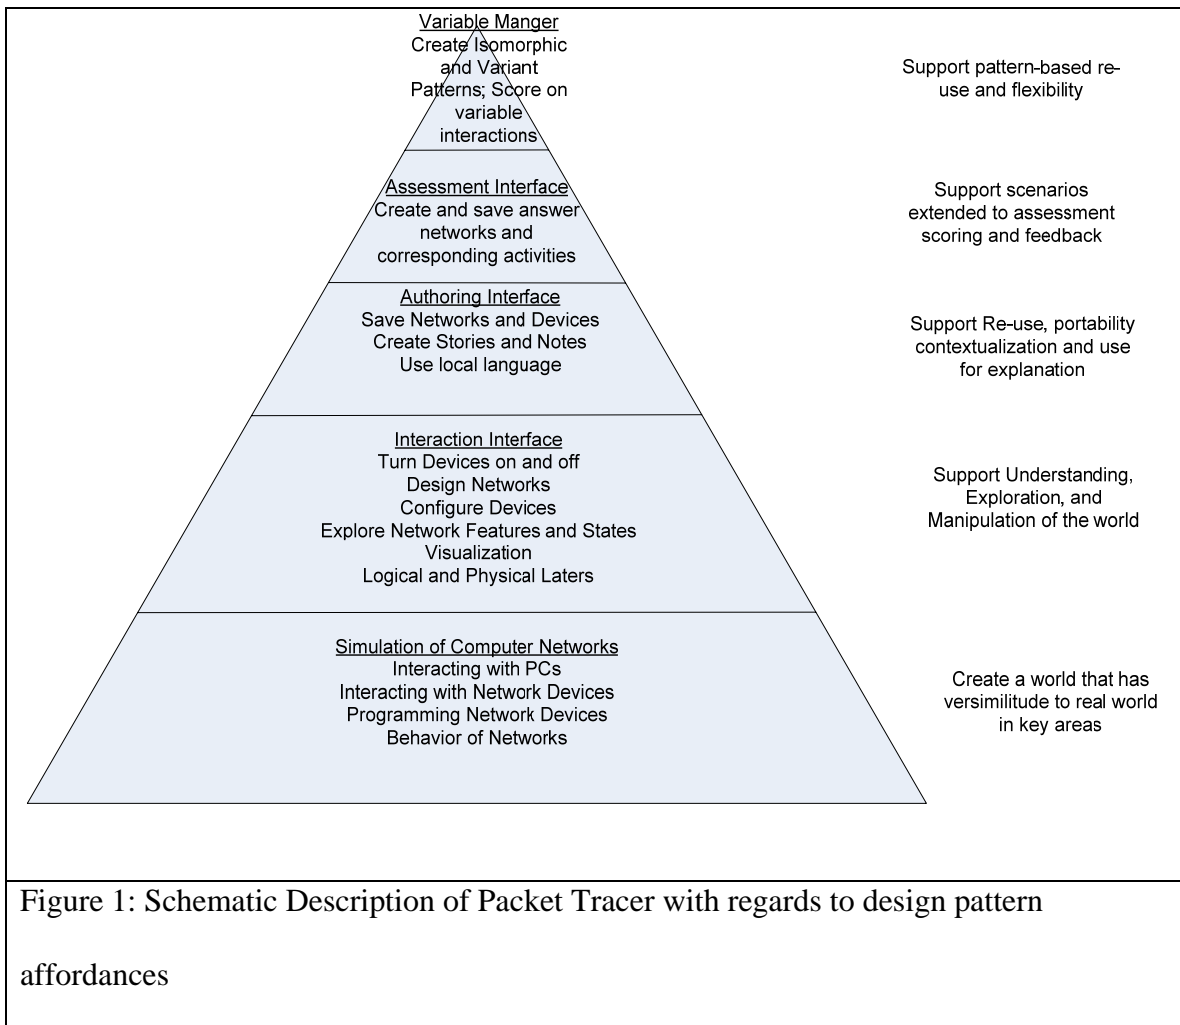 Variable Manger
Create Isomorphic
and Variant
Patterns; Score on
variable
interactions
Support pattern-based re-
use and flexibility
Assessment Interface
Create and save answer
networks and
corresponding activities
Support scenarios
extended to assessment
scoring and feedback
Authoring Interface
Save Networks and Devices
Create Stories and Notes
Use local language
Support Re-use, portability
contextualization and use
for explanation
Interaction Interface
Turn Devices on and off
Design Networks
Configure Devices
Explore Network Features and States
Visualization
Logical and Physical Laters
Support Understanding,
Exploration, and
Manipulation of the world
Simulation of Computer Networks
Interacting with PCs
Interacting with Network Devices
Programming Network Devices
Behavior of Networks
Create a world that has
versimilitude to real world
in key areas
Figure 1: Schematic Description of Packet Tracer with regards to design pattern
affordances